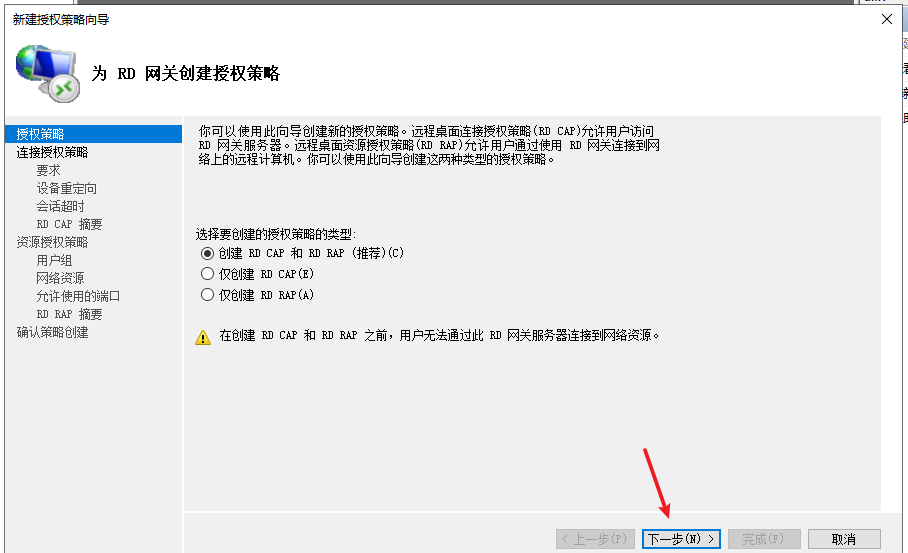 新建授权策略向导
为 RD 网关创建授权策略
授权策略
连接授权策略
要求
设备重定向
会话超时
RD CAP 摘要
资源授权策略
用户组
网络资源
允许使用的端口
RD RAP 摘要
确认策略创建
你可以使用此向导创建新的授权策略。远程桌面连接授权策略(RD CAP)允许用户访问
RD 网关服务器。远程桌面资源授权策略(RD RAP)允许用户通过使用 RD 网关连接到网
络上的远程计算机。你可以使用此向导创建这两种类型的授权策略。
选择要创建的授权策略的类型:
创建 RD CAP 和 RD RAP (推荐)(C)
仅创建 RD CAP(E)
仅创建 RD RAP(A)
在创建 RD CAP 和 RD RAP 之前，用户无法通过此 RD 网关服务器连接到网络资源。
< 上一步(P)
下一步(N) >
完成(F)
取消